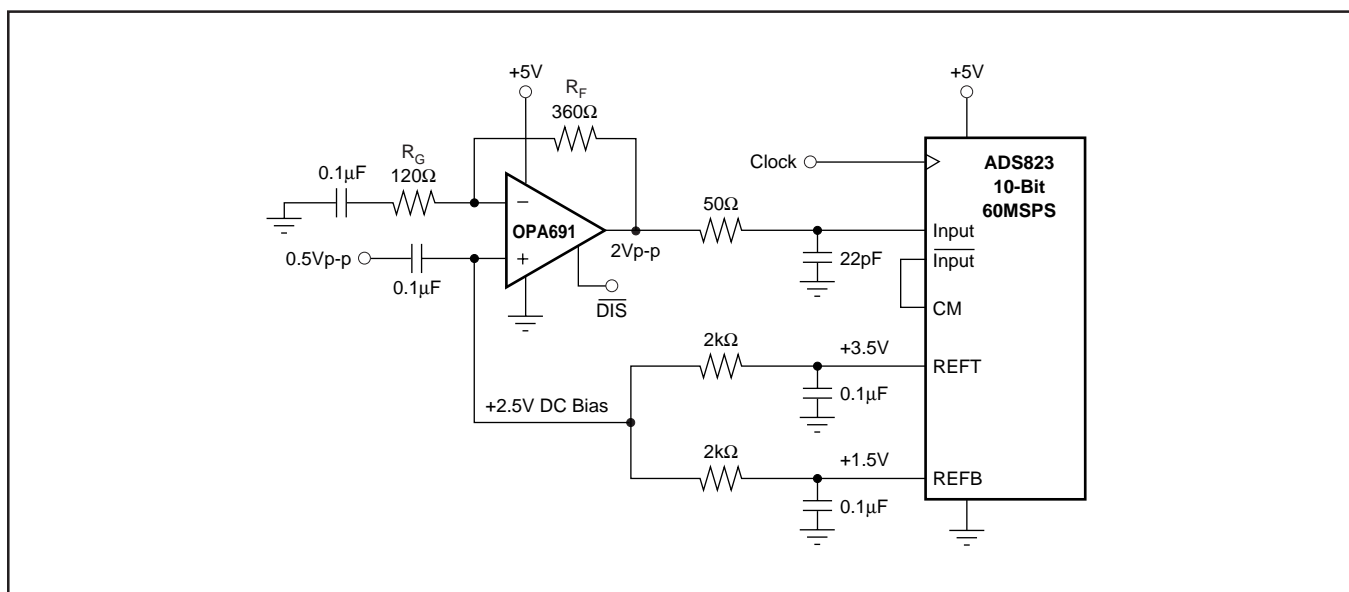 +5V
R_F
360Ω
+5V
Clock
ADS823
10-Bit
60MSPS
R_G
120Ω
0.1µF
50Ω
−
OPA691
+
2Vp-p
Input
I̅n̅p̅u̅t̅
22pF
0.5Vp-p
0.1µF
D̅I̅S̅
CM
2kΩ
+3.5V
REFT
0.1µF
+2.5V DC Bias
2kΩ
+1.5V
REFB
0.1µF